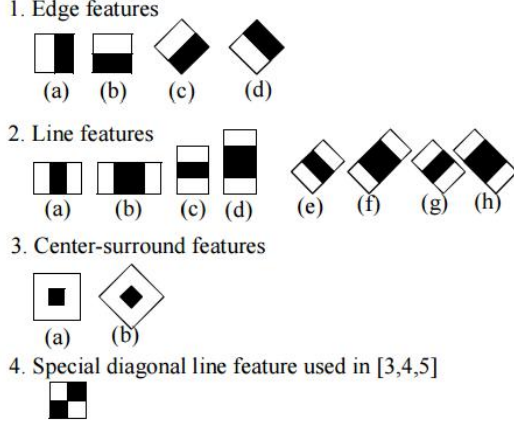 1. Edge features
(a) (b) (c) (d)
2. Line features
(a) (b) (c) (d) (e) (f) (g) (h)
3. Center-surround features
(a) (b)
4. Special diagonal line feature used in [3,4,5]